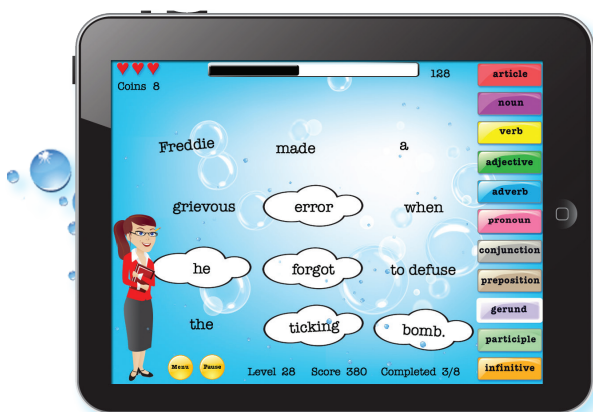 128
Coins 8
Freddie made a
grievous error when
he forgot to defuse
the ticking bomb.
Menu Pause Level 28 Score 380 Completed 3/8
article
noun
verb
adjective
adverb
pronoun
conjunction
preposition
gerund
participle
infinitive